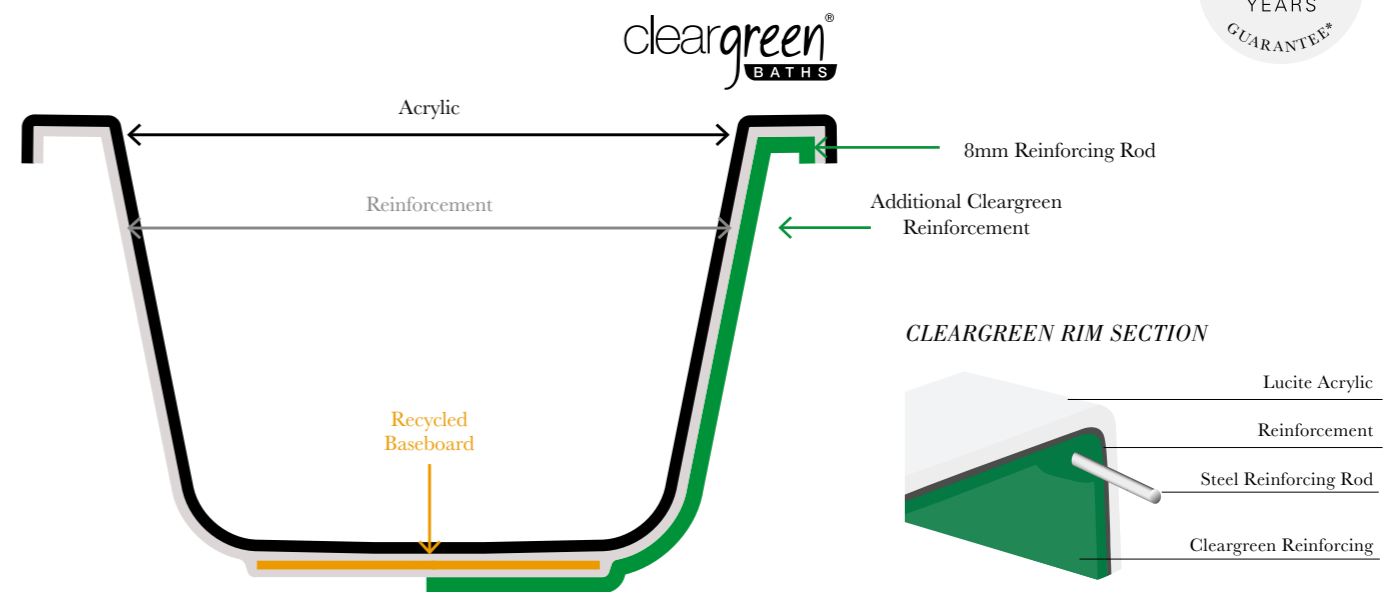 YEARS
GUARANTEE*
cleargreen®
BATHS
Acrylic
8mm Reinforcing Rod
Reinforcement
Additional Cleargreen
Reinforcement
CLEARGREEN RIM SECTION
Lucite Acrylic
Recycled
Baseboard
Reinforcement
Steel Reinforcing Rod
Cleargreen Reinforcing